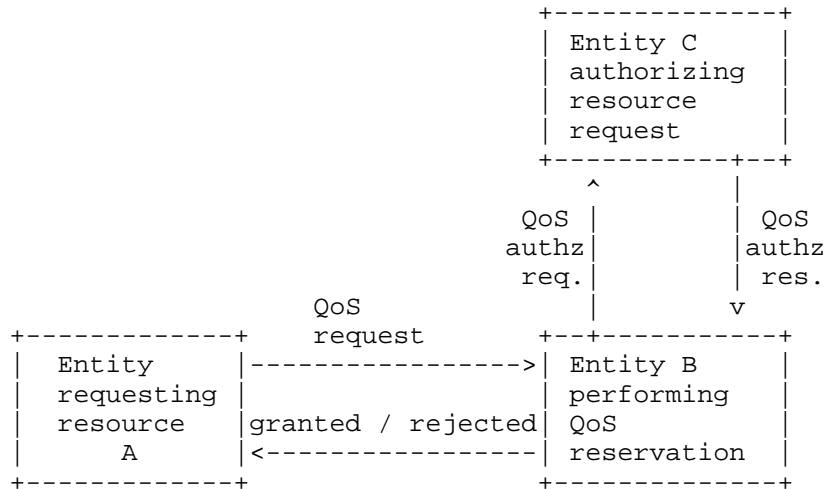 Entity C
authorizing
resource
request
QoS QoS
authz authz
req. res.
QoS
request
Entity Entity B
requesting performing
resource granted / rejected QoS
A reservation